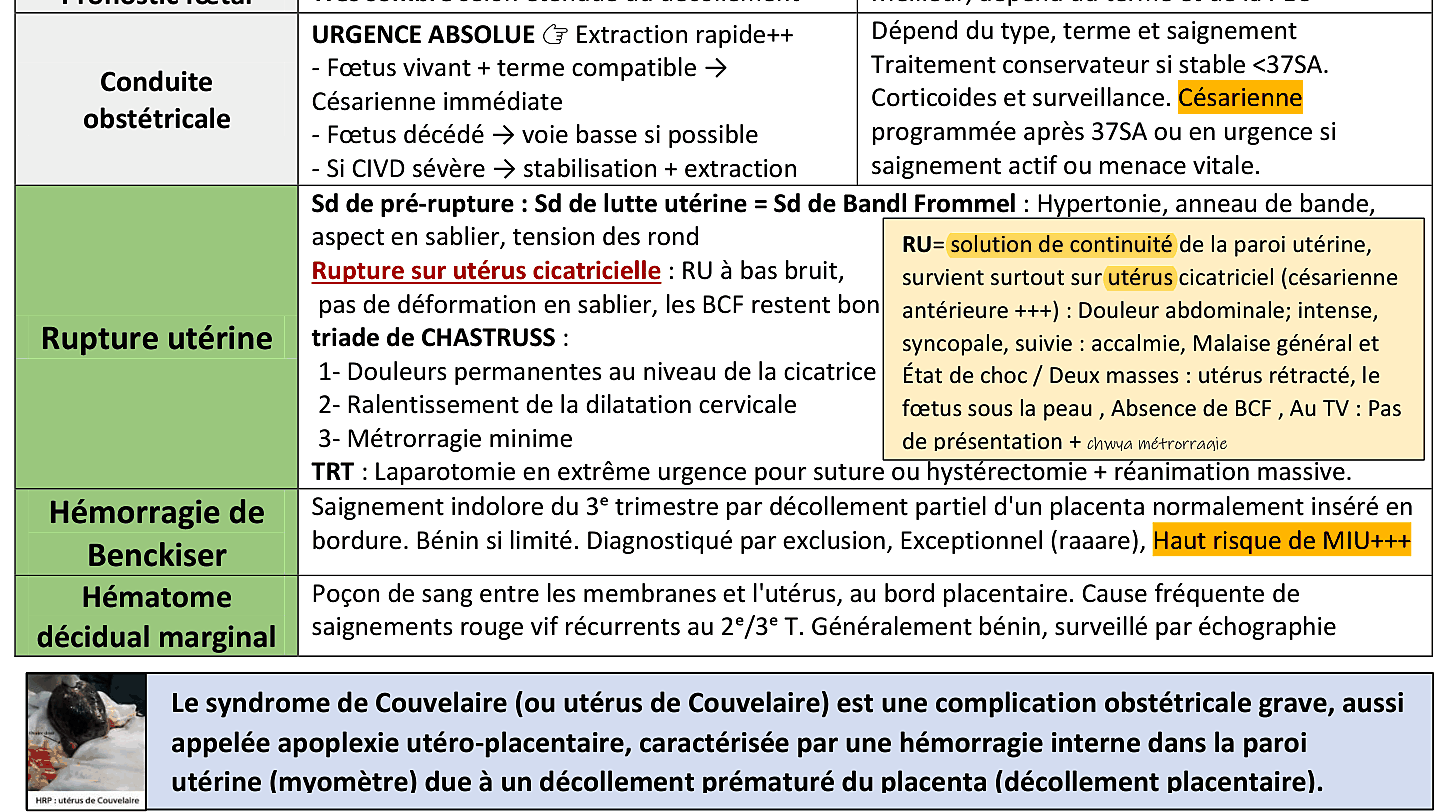 Conduite
obstétricale
URGENCE ABSOLUE ☞ Extraction rapide++
- Fœtus vivant + terme compatible →
Césarienne immédiate
- Fœtus décédé → voie basse si possible
- Si CIVD sévère → stabilisation + extraction
Dépend du type, terme et saignement
Traitement conservateur si stable <37SA.
Corticoides et surveillance. Césarienne
programmée après 37SA ou en urgence si
saignement actif ou menace vitale.
Rupture utérine
Sd de pré-rupture : Sd de lutte utérine = Sd de Bandl Frommel : Hypertonie, anneau de bande,
aspect en sablier, tension des rond
Rupture sur utérus cicatricielle : RU à bas bruit,
pas de déformation en sablier, les BCF restent bon
triade de CHASTRUSS :
1- Douleurs permanentes au niveau de la cicatrice
2- Ralentissement de la dilatation cervicale
3- Métrorragie minime
TRT : Laparotomie en extrême urgence pour suture ou hystérectomie + réanimation massive.
RU= solution de continuité de la paroi utérine,
survient surtout sur utérus cicatriciel (césarienne
antérieure +++) : Douleur abdominale; intense,
syncopale, suivie : accalmie, Malaise général et
État de choc / Deux masses : utérus rétracté, le
fœtus sous la peau , Absence de BCF , Au TV : Pas
de présentation + chwya métrorragie
Hémorragie de
Benckiser
Saignement indolore du 3ᵉ trimestre par décollement partiel d'un placenta normalement inséré en
bordure. Bénin si limité. Diagnostiqué par exclusion, Exceptionnel (raaare), Haut risque de MIU+++
Hématome
décidual marginal
Poçon de sang entre les membranes et l'utérus, au bord placentaire. Cause fréquente de
saignements rouge vif récurrents au 2ᵉ/3ᵉ T. Généralement bénin, surveillé par échographie
HRP : utérus de Couvelaire
Le syndrome de Couvelaire (ou utérus de Couvelaire) est une complication obstétricale grave, aussi
appelée apoplexie utéro-placentaire, caractérisée par une hémorragie interne dans la paroi
utérine (myomètre) due à un décollement prématuré du placenta (décollement placentaire).